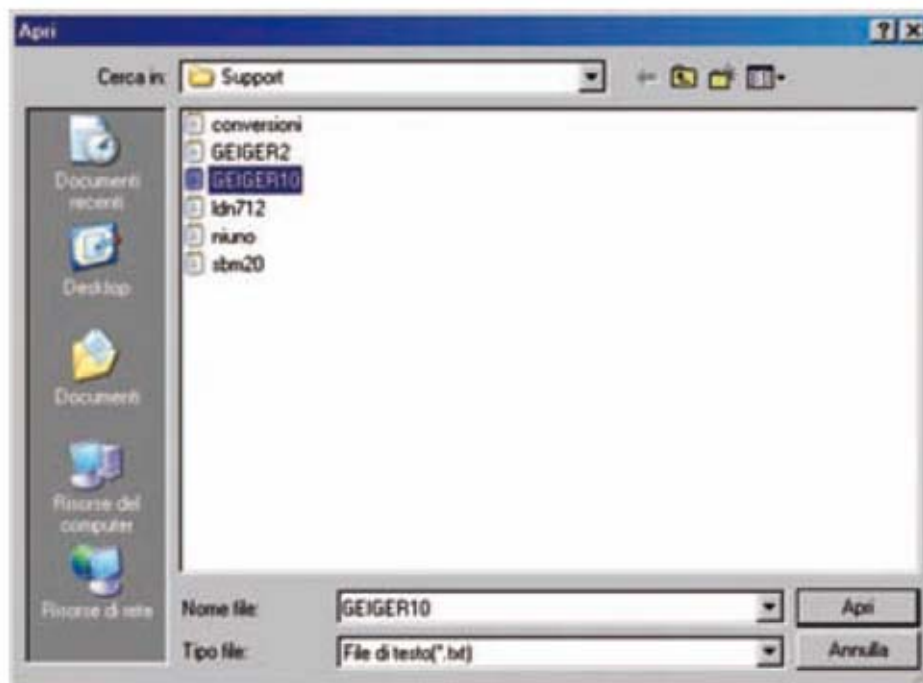 Apri
Cerca in: Support
conversioni
GEIGER2
GEIGER10
ldn712
niuno
sbm20
Documenti
recenti
Desktop
Documenti
Risorse del
computer
Risorse di rete
Nome file: GEIGER10 Apri
Tipo file: File di testo(*.txt) Annulla